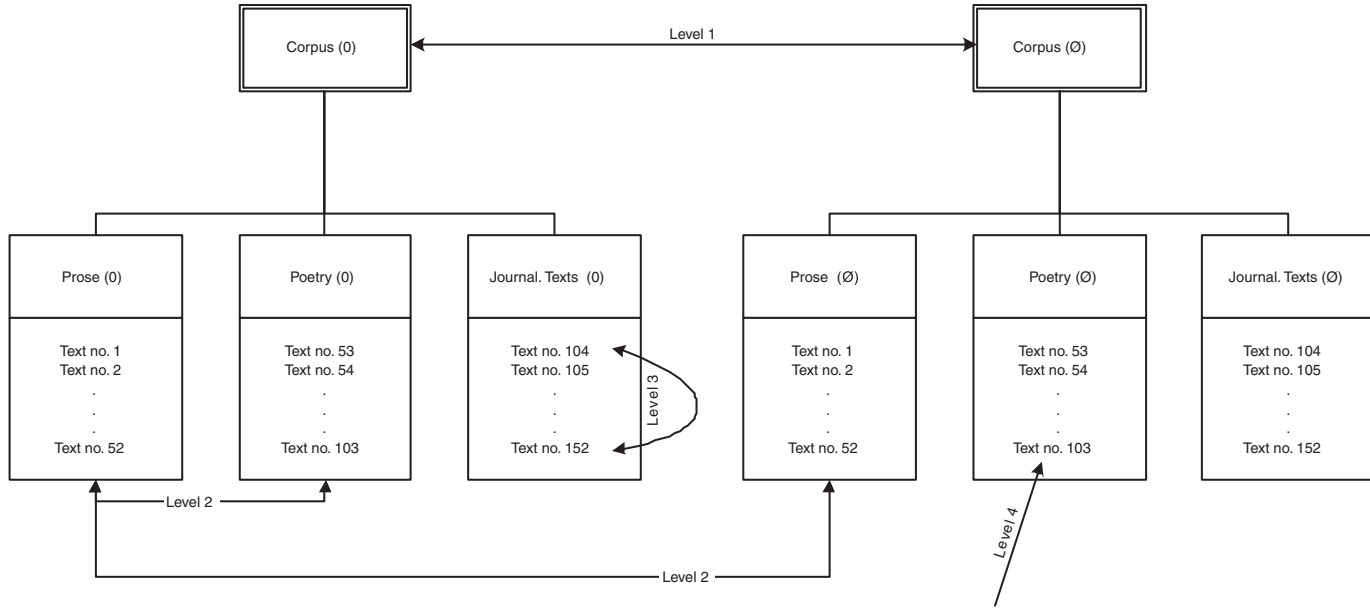 Corpus (0)
Level 1
Corpus (Ø)
Prose (0)
Text no. 1
Text no. 2
.
.
.
Text no. 52
Poetry (0)
Text no. 53
Text no. 54
.
.
.
Text no. 103
Journal. Texts (0)
Text no. 104
Text no. 105
.
.
.
Text no. 152
Level 3
Prose (Ø)
Text no. 1
Text no. 2
.
.
.
Text no. 52
Poetry (Ø)
Text no. 53
Text no. 54
.
.
.
Text no. 103
Journal. Texts (Ø)
Text no. 104
Text no. 105
.
.
.
Text no. 152
Level 2
Level 4
Level 2